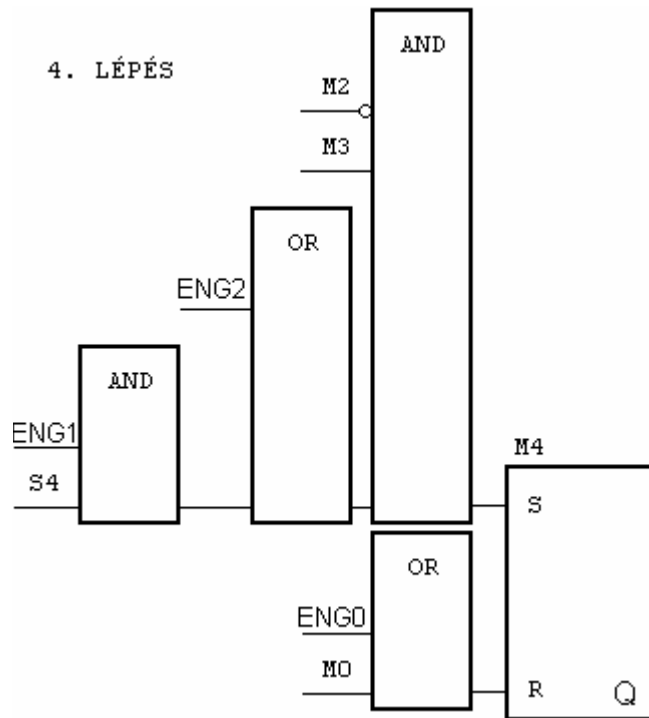 AND
4. LÉPÉS
M2
M3
OR
ENG2
AND
ENG1
S4
M4
S
OR
ENG0
M0
R
Q